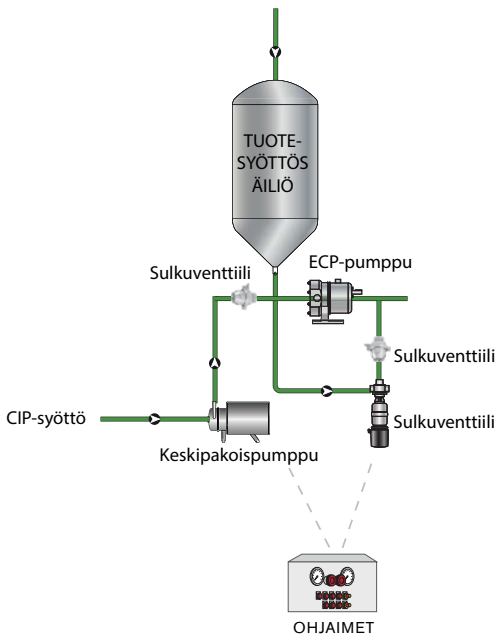 TUOTE-
SYÖTTÖS
ÄILIÖ
ECP-pumppu
Sulkuventtiili
Sulkuventtiili
CIP-syöttö
Sulkuventtiili
Keskipakoispumppu
OHJAIMET